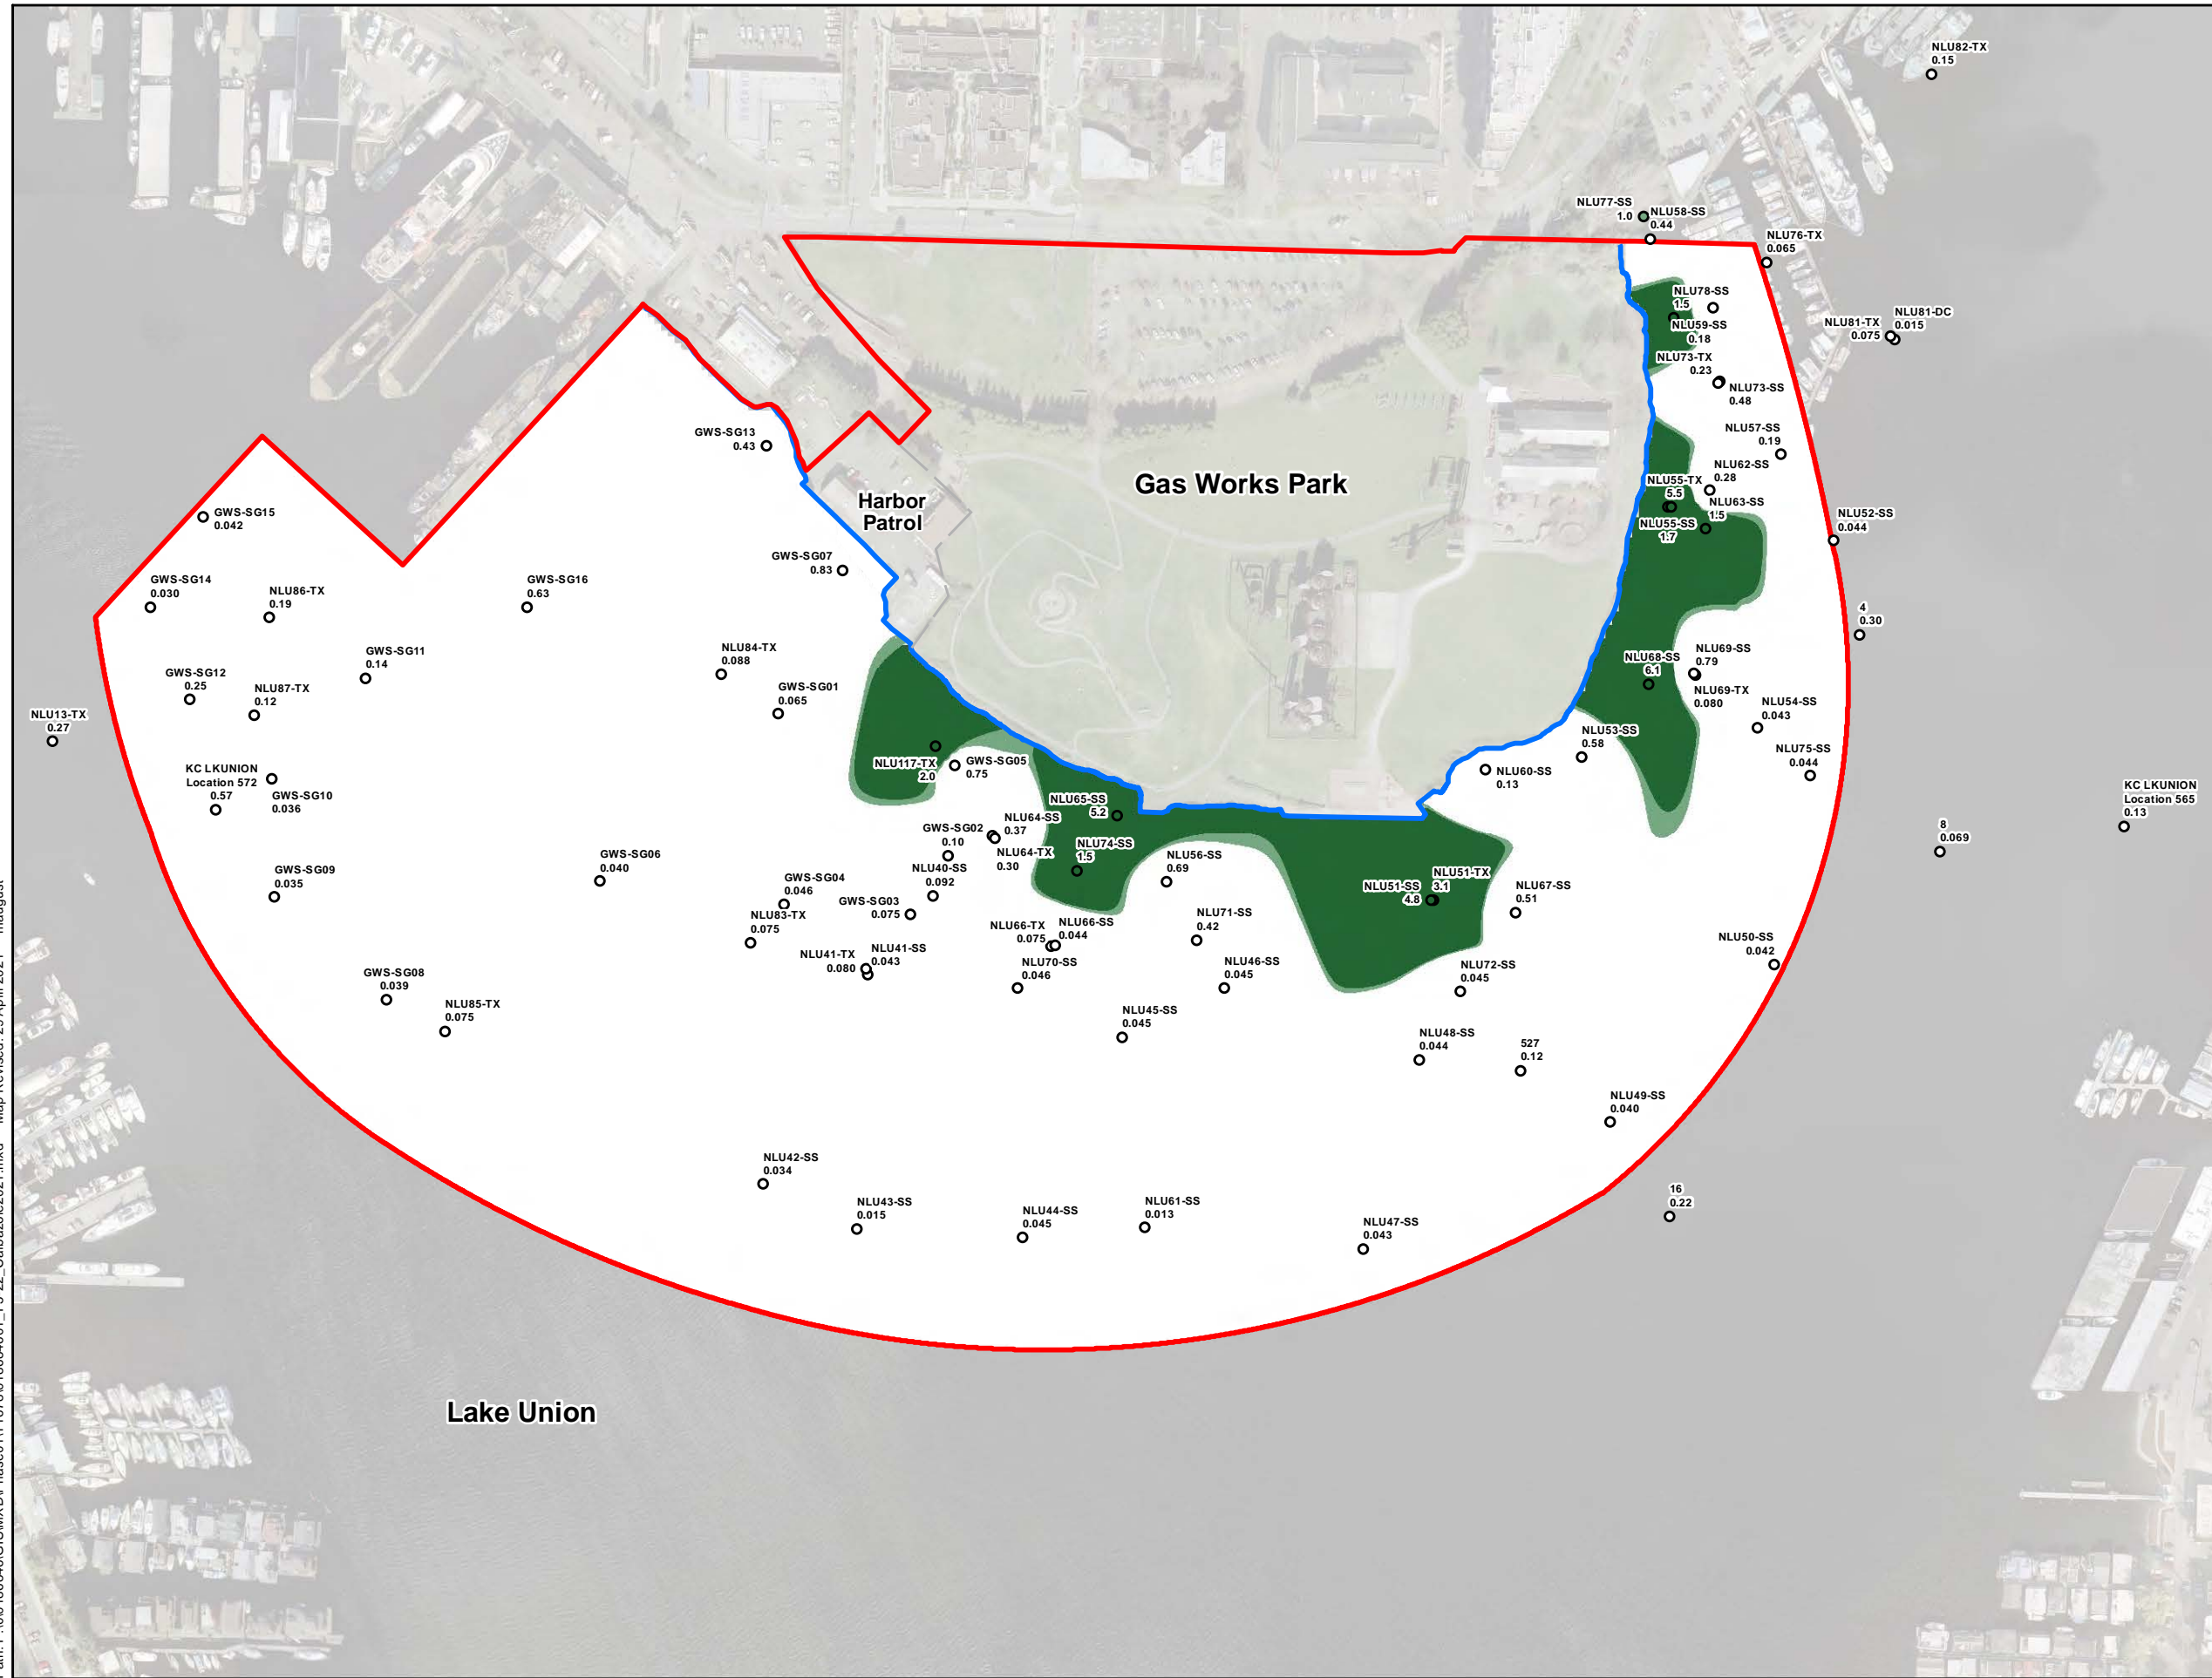 NLU82-TX
0.15
NLU77-SS
1.0
NLU58-SS
0.44
NLU76-TX
0.065
NLU78-SS
1.5
NLU59-SS
0.18
NLU81-TX
0.075
NLU81-DC
0.015
NLU73-TX
0.23
NLU73-SS
0.48
NLU57-SS
0.19
NLU62-SS
0.28
NLU55-TX
5.5
NLU63-SS
1.5
NLU55-SS
1.7
NLU52-SS
0.044
GWS-SG13
0.43
Harbor
Patrol
Gas Works Park
GWS-SG15
0.042
GWS-SG07
0.83
GWS-SG14
0.030
NLU86-TX
0.19
GWS-SG16
0.63
4
0.30
GWS-SG11
0.14
NLU84-TX
0.088
NLU68-SS
6.1
NLU69-SS
0.79
NLU69-TX
0.080
GWS-SG12
0.25
NLU87-TX
0.12
GWS-SG01
0.065
NLU54-SS
0.043
NLU13-TX
0.27
NLU53-SS
0.58
NLU75-SS
0.044
NLU117-TX
2.0
GWS-SG05
0.75
NLU60-SS
0.13
KC LKUNION
Location 572
0.57
GWS-SG10
0.036
KC LKUNION
Location 565
0.13
NLU65-SS
5.2
8
0.069
GWS-SG02
0.10
NLU64-SS
0.37
NLU64-TX
0.30
NLU74-SS
1.5
NLU56-SS
0.69
GWS-SG09
0.035
GWS-SG06
0.040
GWS-SG04
0.046
NLU40-SS
0.092
GWS-SG03
0.075
NLU51-SS
4.8
NLU51-TX
3.1
NLU67-SS
0.51
NLU83-TX
0.075
NLU66-TX
0.075
NLU66-SS
0.044
NLU71-SS
0.42
NLU41-TX
0.080
NLU41-SS
0.043
NLU70-SS
0.046
NLU46-SS
0.045
NLU72-SS
0.045
NLU50-SS
0.042
GWS-SG08
0.039
NLU85-TX
0.075
NLU45-SS
0.045
NLU48-SS
0.044
527
0.12
NLU49-SS
0.040
NLU42-SS
0.034
NLU43-SS
0.015
NLU44-SS
0.045
NLU61-SS
0.013
NLU47-SS
0.043
16
0.22
Lake Union